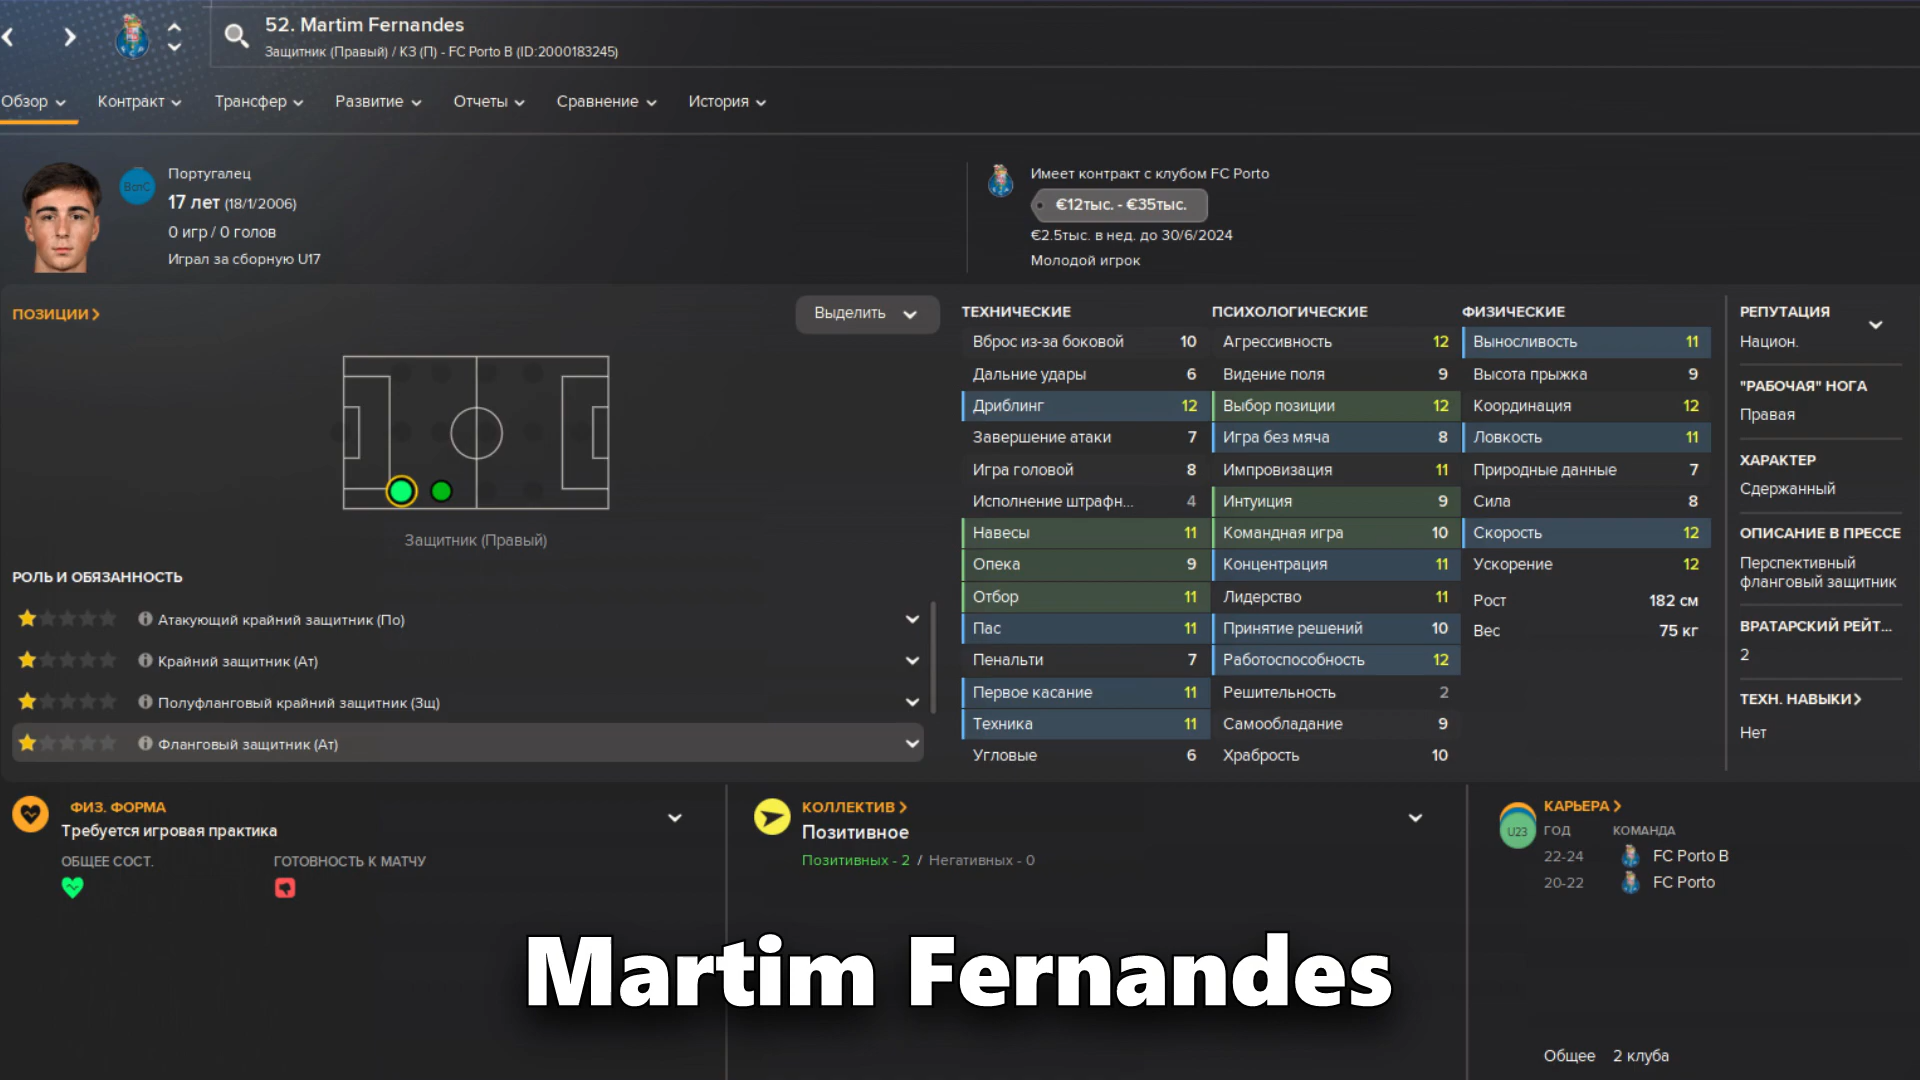 52. Martim Fernandes
Защитник (Правый) / КЗ (П) - FC Porto B (ID:2000183245)
Обзор Контракт Трансфер Развитие Отчеты Сравнение История
ВспС
Португалец
17 лет (18/1/2006)
0 игр / 0 голов
Играл за сборную U17
Имеет контракт с клубом FC Porto
€12тыс. - €35тыс.
€2.5тыс. в нед. до 30/6/2024
Молодой игрок
ПОЗИЦИИ
Выделить
Защитник (Правый)
РОЛЬ И ОБЯЗАННОСТЬ
Атакующий крайний защитник (По)
Крайний защитник (Ат)
Полуфланговый крайний защитник (Зщ)
Фланговый защитник (Ат)
ТЕХНИЧЕСКИЕ
Вброс из-за боковой 10
Дальние удары 6
Дриблинг 12
Завершение атаки 7
Игра головой 8
Исполнение штрафн... 4
Навесы 11
Опека 9
Отбор 11
Пас 11
Пенальти 7
Первое касание 11
Техника 11
Угловые 6
ПСИХОЛОГИЧЕСКИЕ
Агрессивность 12
Видение поля 9
Выбор позиции 12
Игра без мяча 8
Импровизация 11
Интуиция 9
Командная игра 10
Концентрация 11
Лидерство 11
Принятие решений 10
Работоспособность 12
Решительность 2
Самообладание 9
Храбрость 10
ФИЗИЧЕСКИЕ
Выносливость 11
Высота прыжка 9
Координация 12
Ловкость 11
Природные данные 7
Сила 8
Скорость 12
Ускорение 12
Рост 182 см
Вес 75 кг
РЕПУТАЦИЯ
Национ.
"РАБОЧАЯ" НОГА
Правая
ХАРАКТЕР
Сдержанный
ОПИСАНИЕ В ПРЕССЕ
Перспективный
фланговый защитник
ВРАТАРСКИЙ РЕЙТ...
2
ТЕХН. НАВЫКИ
Нет
ФИЗ. ФОРМА
Требуется игровая практика
ОБЩЕЕ СОСТ. ГОТОВНОСТЬ К МАТЧУ
КОЛЛЕКТИВ
Позитивное
Позитивных - 2 / Негативных - 0
U23
КАРЬЕРА
ГОД КОМАНДА
22-24 FC Porto B
20-22 FC Porto
Общее 2 клуба
Martim Fernandes